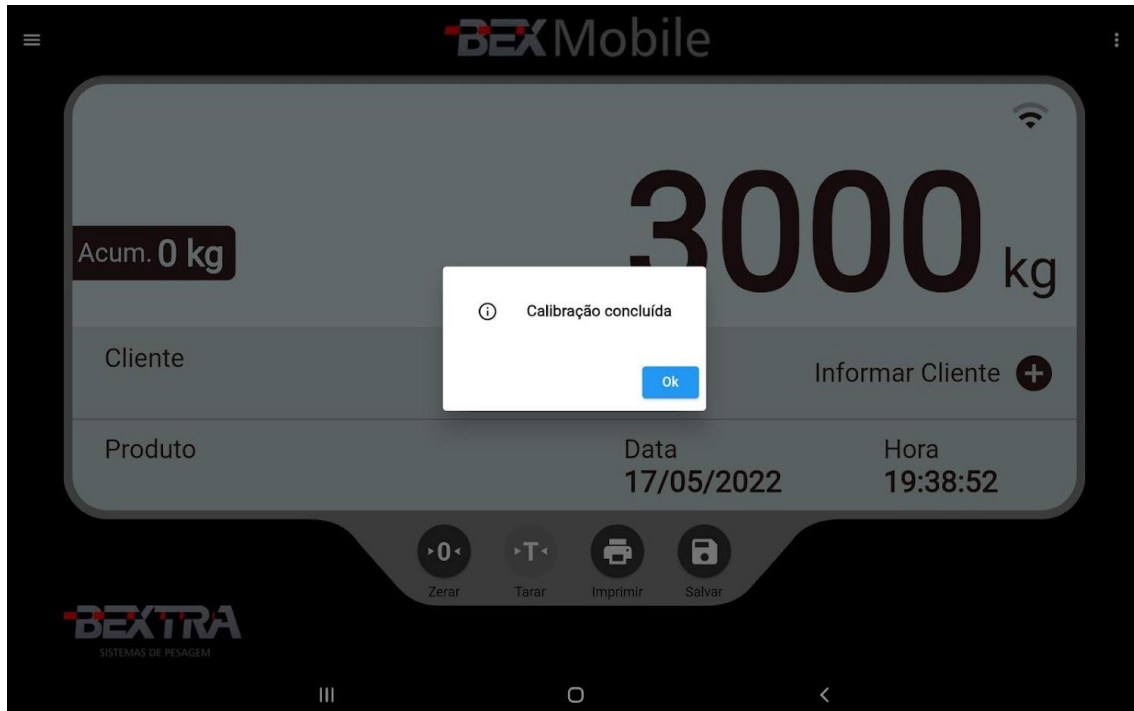 BEX Mobile
3000 kg
Acum. 0 kg
Calibração concluída
Ok
Cliente
Informar Cliente
Produto
Data
17/05/2022
Hora
19:38:52
0
T
Zerar
Tarar
Imprimir
Salvar
BEXTRA
SISTEMAS DE PESAGEM